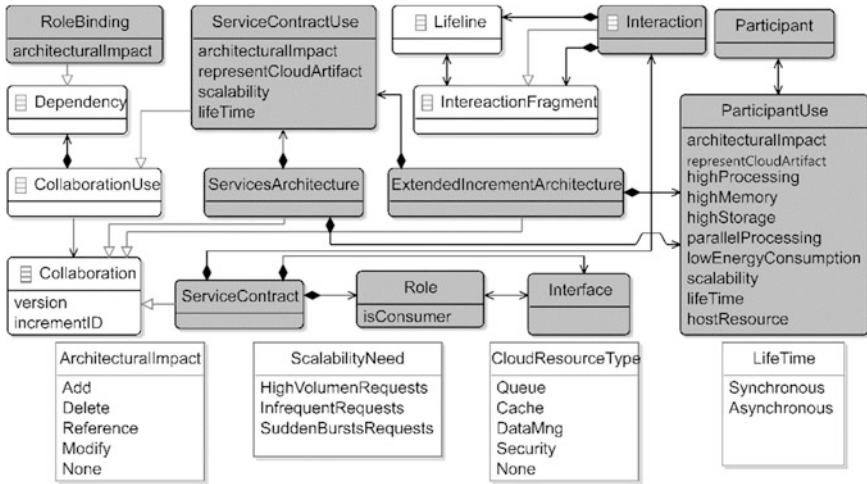 RoleBinding
architecturalImpact
ServiceContractUse
architecturalImpact
representCloudArtifact
scalability
lifeTime
Lifeline
Interaction
Participant
Dependency
IntereactionFragment
ParticipantUse
architecturalImpact
representCloudArtifact
highProcessing
highMemory
highStorage
parallelProcessing
lowEnergyConsumption
scalability
lifeTime
hostResource
CollaborationUse
ServicesArchitecture
ExtendedIncrementArchitecture
Collaboration
version
incrementID
ServiceContract
Role
isConsumer
Interface
ArchitecturalImpact
Add
Delete
Reference
Modify
None
ScalabilityNeed
HighVolumenRequests
InfrequentRequests
SuddenBurstsRequests
CloudResourceType
Queue
Cache
DataMng
Security
None
LifeTime
Synchronous
Asynchronous